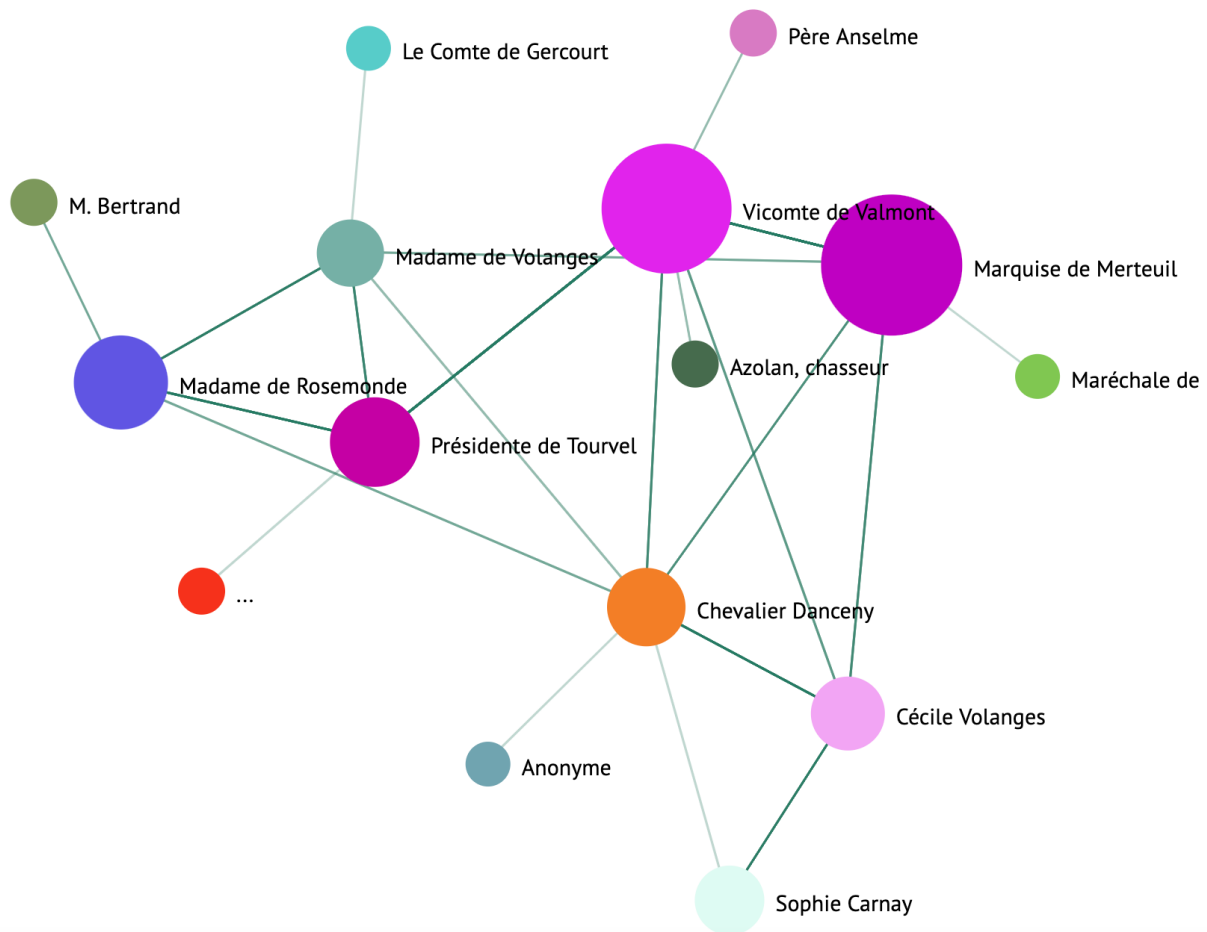 Père Anselme
Le Comte de Gercourt
M. Bertrand
Vicomte de Valmont
Madame de Volanges
Marquise de Merteuil
Azolan, chasseur
Maréchale de
Madame de Rosemonde
Présidente de Tourvel
...
Chevalier Danceny
Cécile Volanges
Anonyme
Sophie Carnay